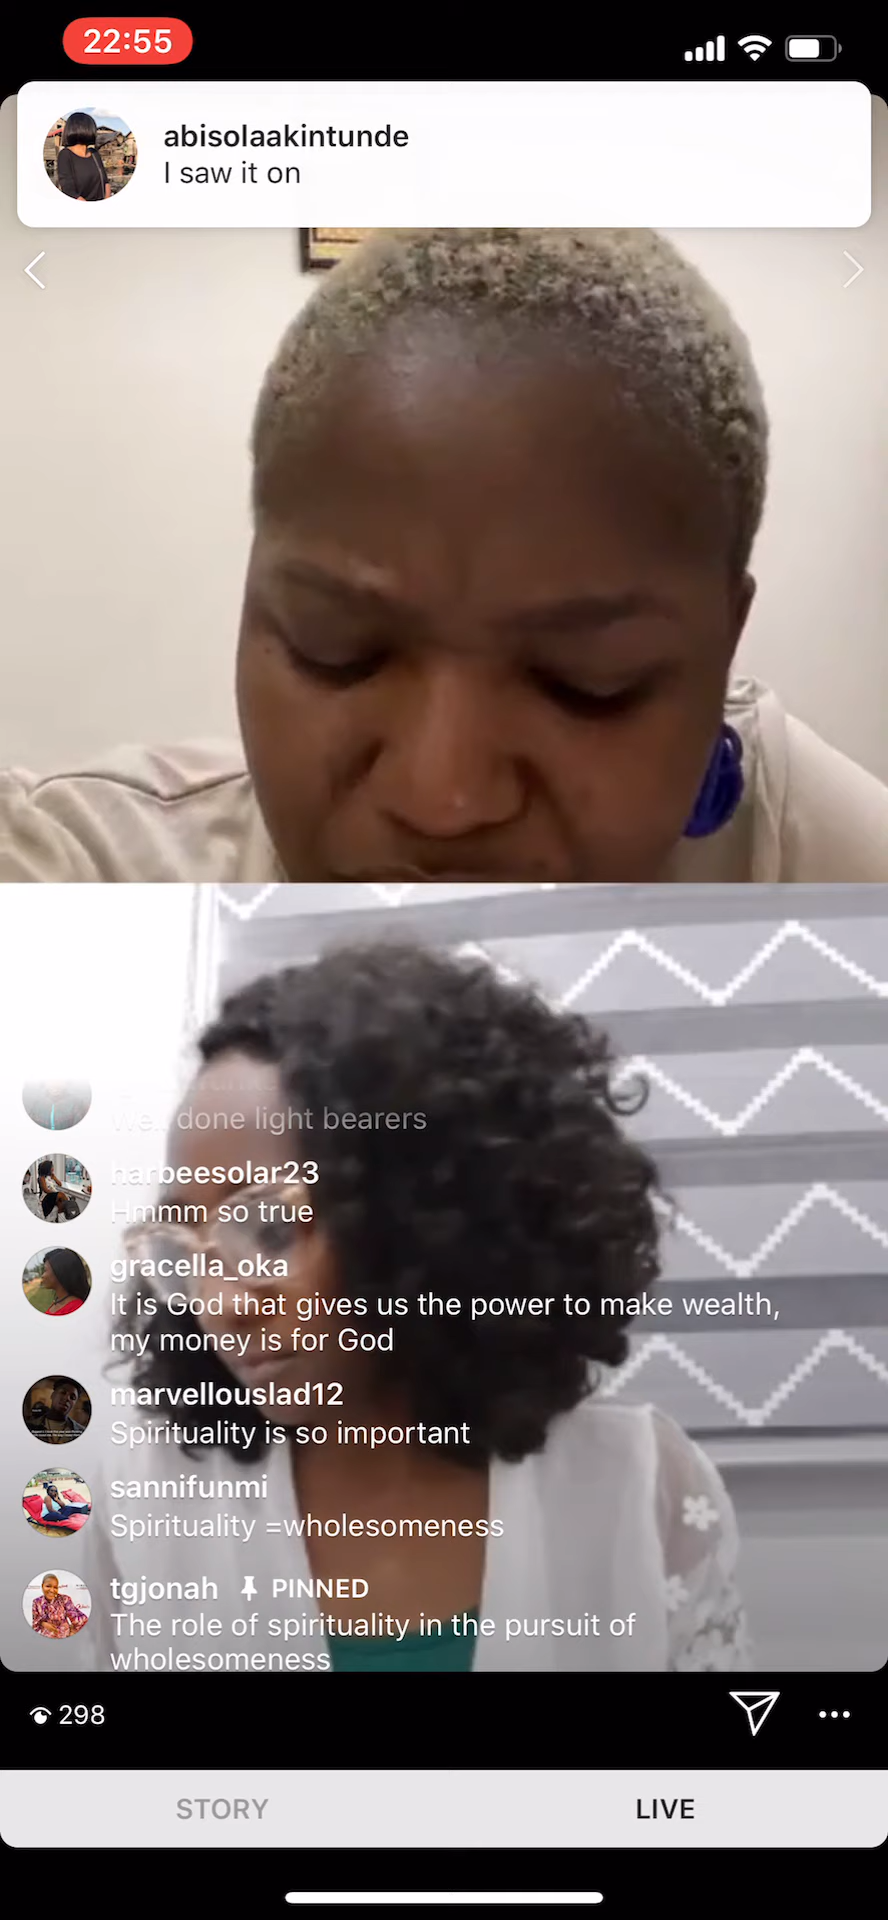 22:55
abisolaakintunde
I saw it on
done light bearers
harbeesolar23
Hmmm so true
gracella_oka
It is God that gives us the power to make wealth,
my money is for God
marvellouslad12
Spirituality is so important
sannifunmi
Spirituality =wholesomeness
tgjonah PINNED
The role of spirituality in the pursuit of
wholesomeness
298
STORY
LIVE